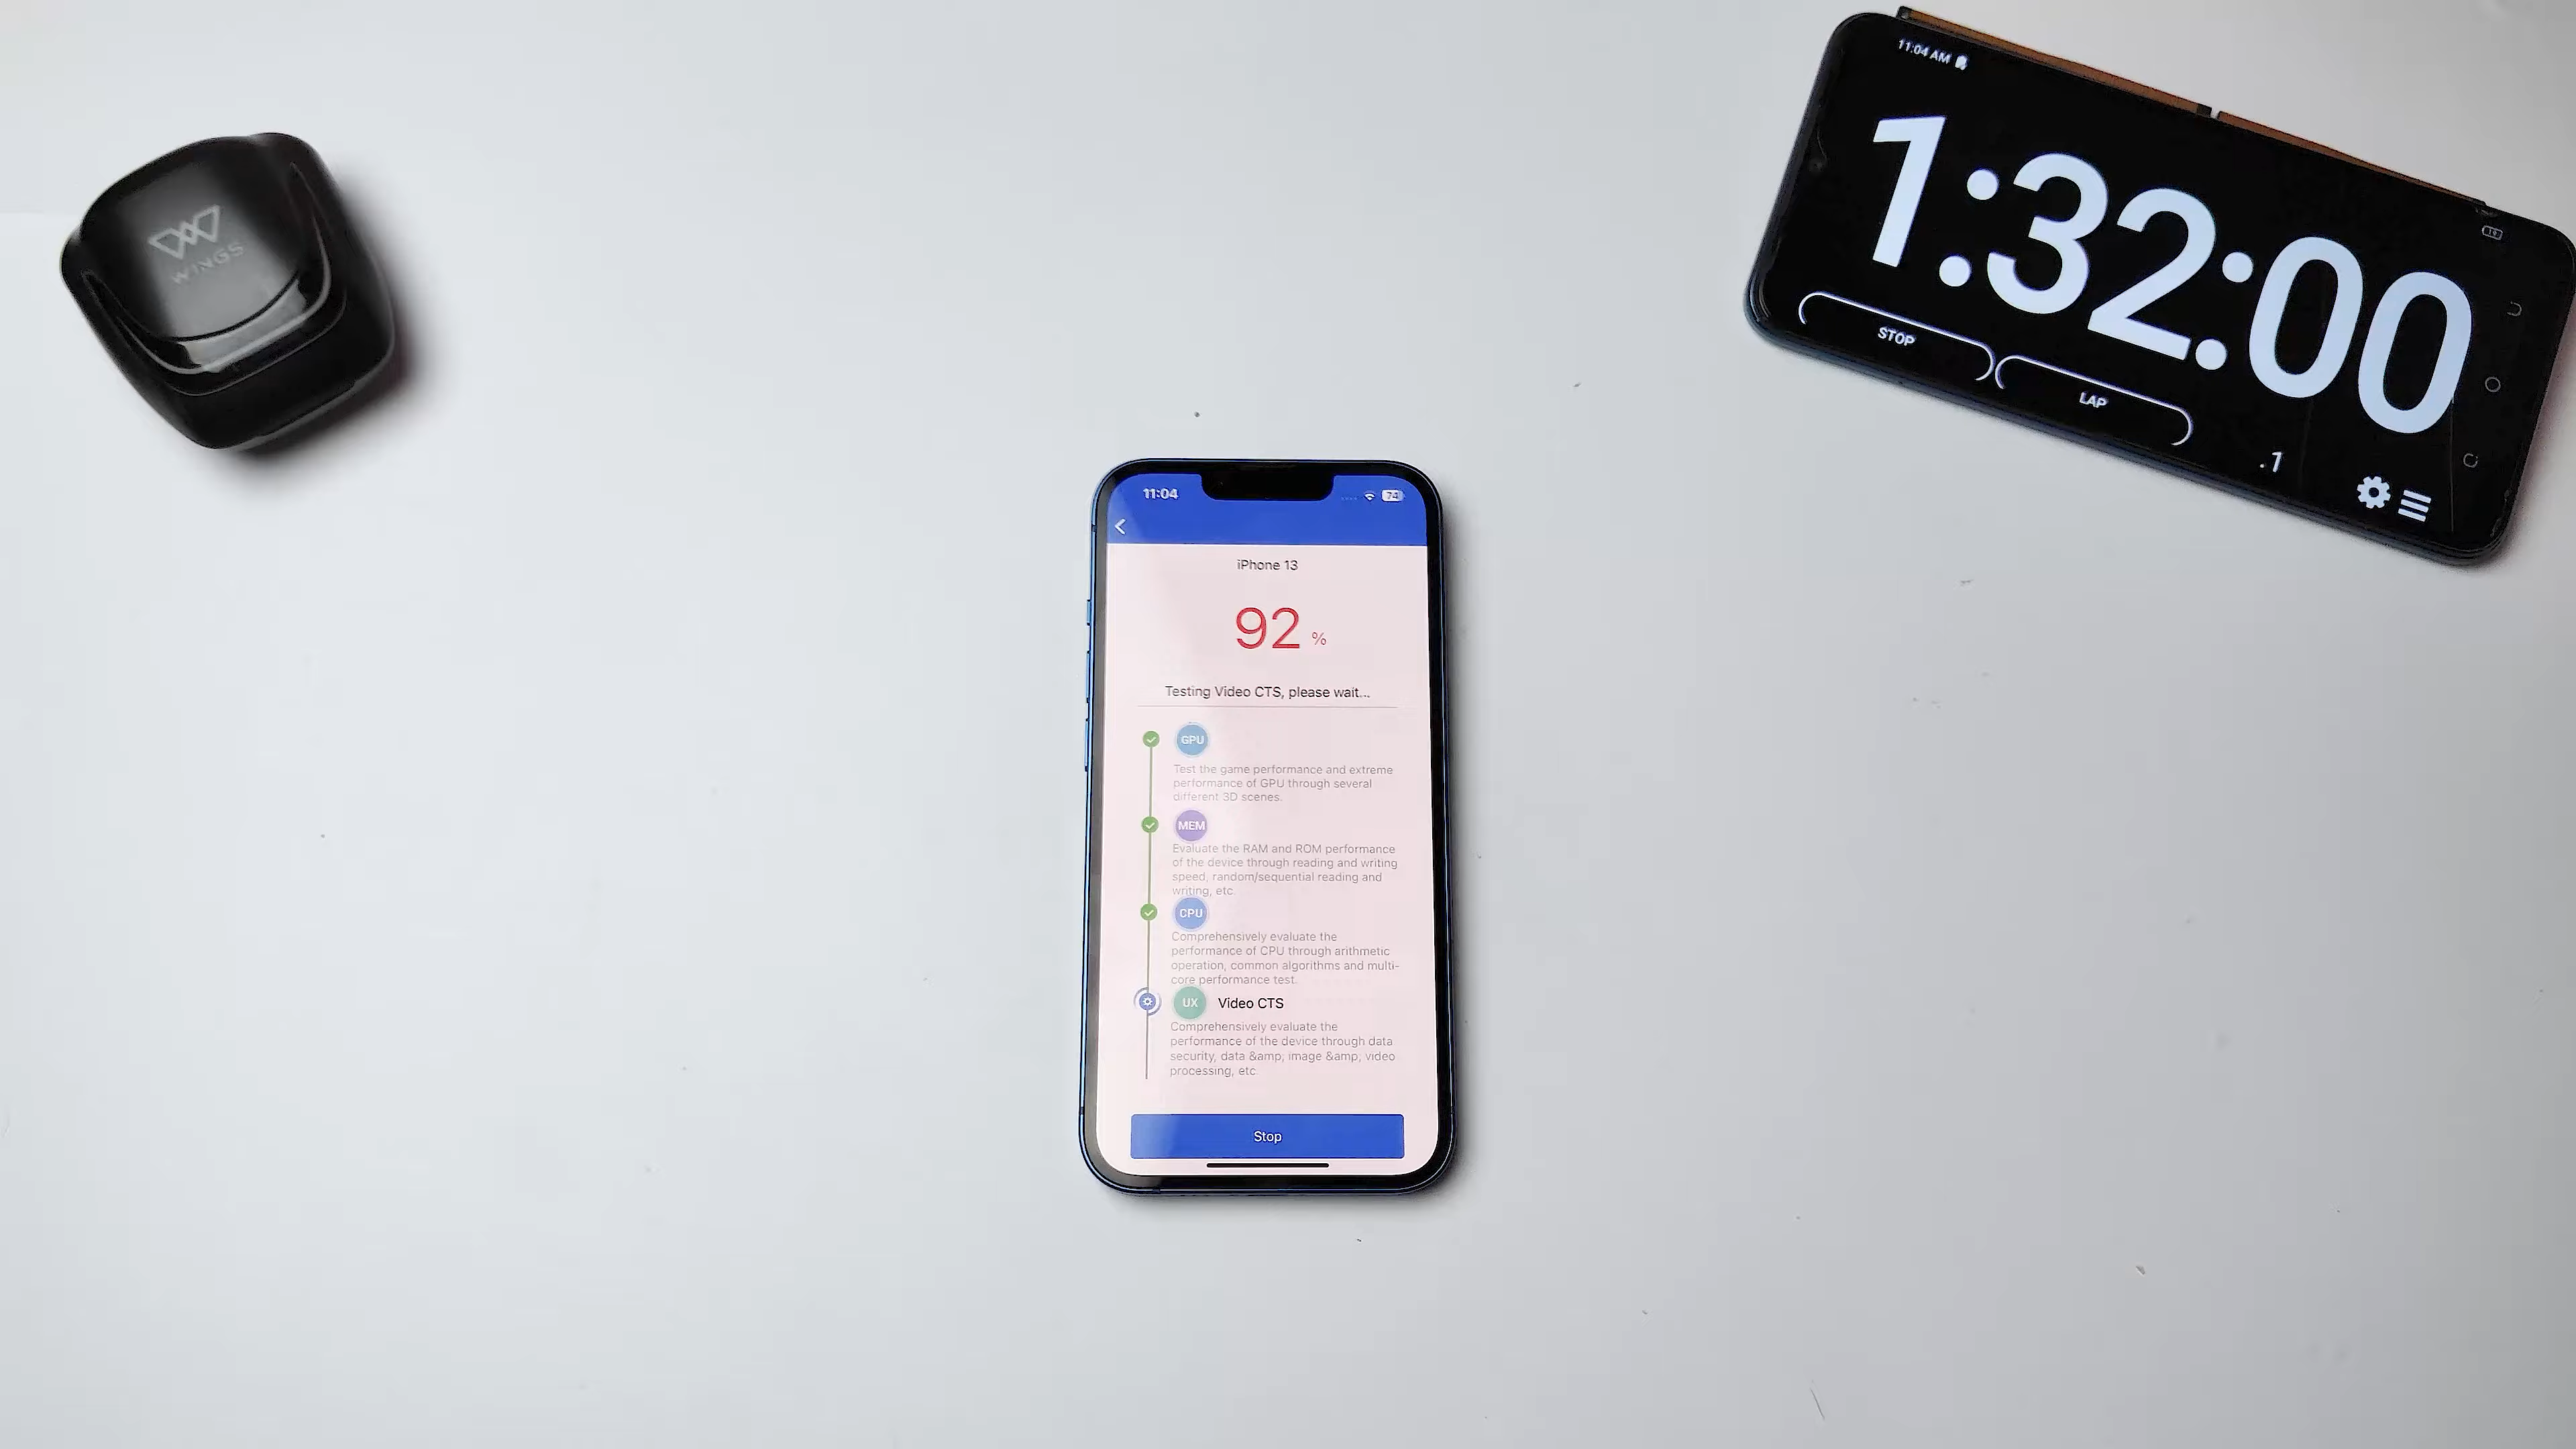 WINGS
11:04 AM
1:32:00
STOP
LAP
.1
11:04
74
iPhone 13
92 %
Testing Video CTS, please wait...
GPU
Test the game performance and extreme
performance of GPU through several
different 3D scenes.
MEM
Evaluate the RAM and ROM performance
of the device through reading and writing
speed, random/sequential reading and
writing, etc.
CPU
Comprehensively evaluate the
performance of CPU through arithmetic
operation, common algorithms and multi-
core performance test.
UX Video CTS
Comprehensively evaluate the
performance of the device through data
security, data &amp; image &amp; video
processing, etc.
Stop